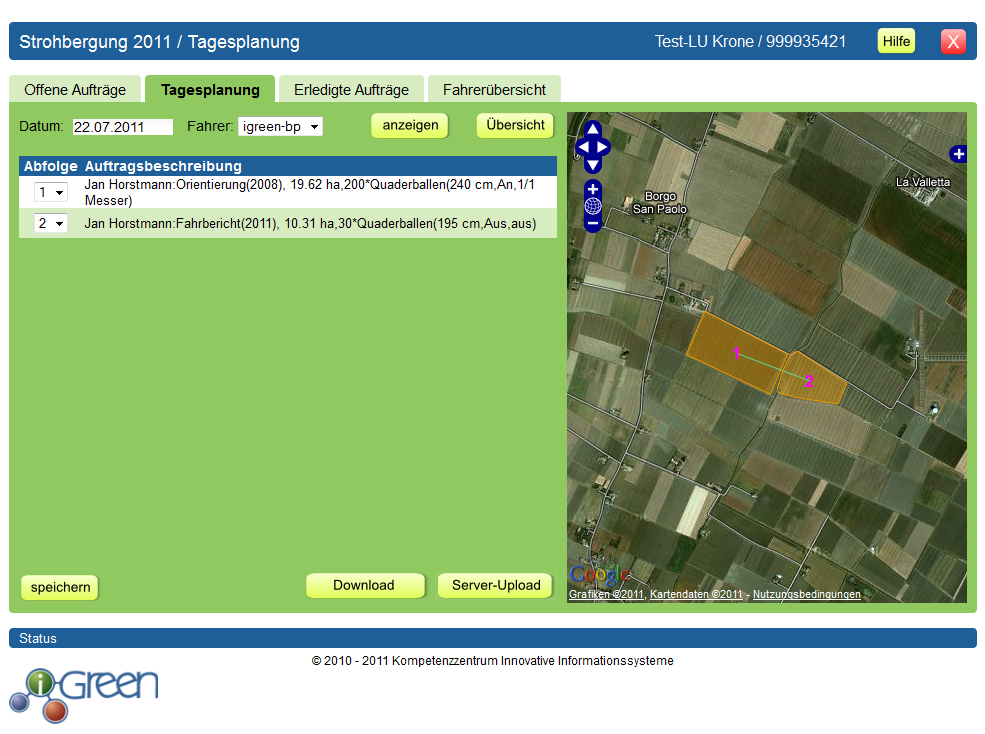 Strohbergung 2011 / Tagesplanung
Test-LU Krone / 999935421
Hilfe
X
Offene Aufträge
Tagesplanung
Erledigte Aufträge
Fahrerübersicht
Datum: 22.07.2011 Fahrer: igreen-bp
anzeigen
Übersicht
Abfolge Auftragsbeschreibung
1 Jan Horstmann:Orientierung(2008), 19.62 ha,200*Quaderballen(240 cm,An,1/1
Messer)
2 Jan Horstmann:Fahrbericht(2011), 10.31 ha,30*Quaderballen(195 cm,Aus,aus)
La Valletta
Borgo
San Paolo
1
2
speichern
Download
Server-Upload
Google
Grafiken ©2011, Kartendaten ©2011 - Nutzungsbedingungen
Status
© 2010 - 2011 Kompetenzzentrum Innovative Informationssysteme
i-Green